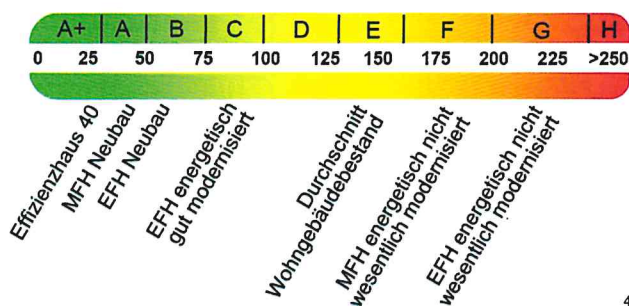 A+ A B C D E F G H
0 25 50 75 100 125 150 175 200 225 >250
Effizienzhaus 40
MFH Neubau
EFH Neubau
EFH energetisch
gut modernisiert
Durchschnitt
Wohngebäudebestand
MFH energetisch nicht
wesentlich modernisiert
EFH energetisch nicht
wesentlich modernisiert